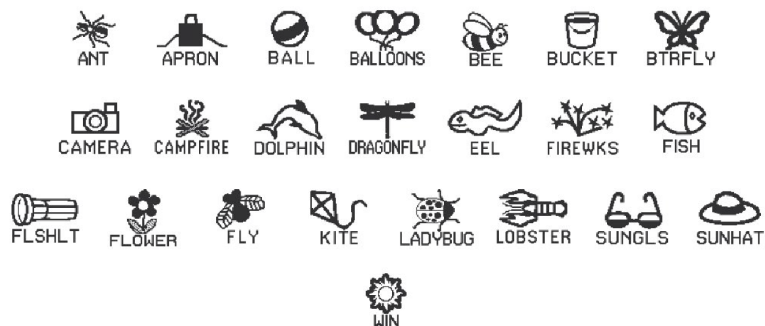 ANT APRON BALL BALLOONS BEE BUCKET BTRFLY
CAMERA CAMPFIRE DOLPHIN DRAGONFLY EEL FIREWKS FISH
FLSHLT FLOWER FLY KITE LADYBUG LOBSTER SUNGLS SUNHAT
WIN